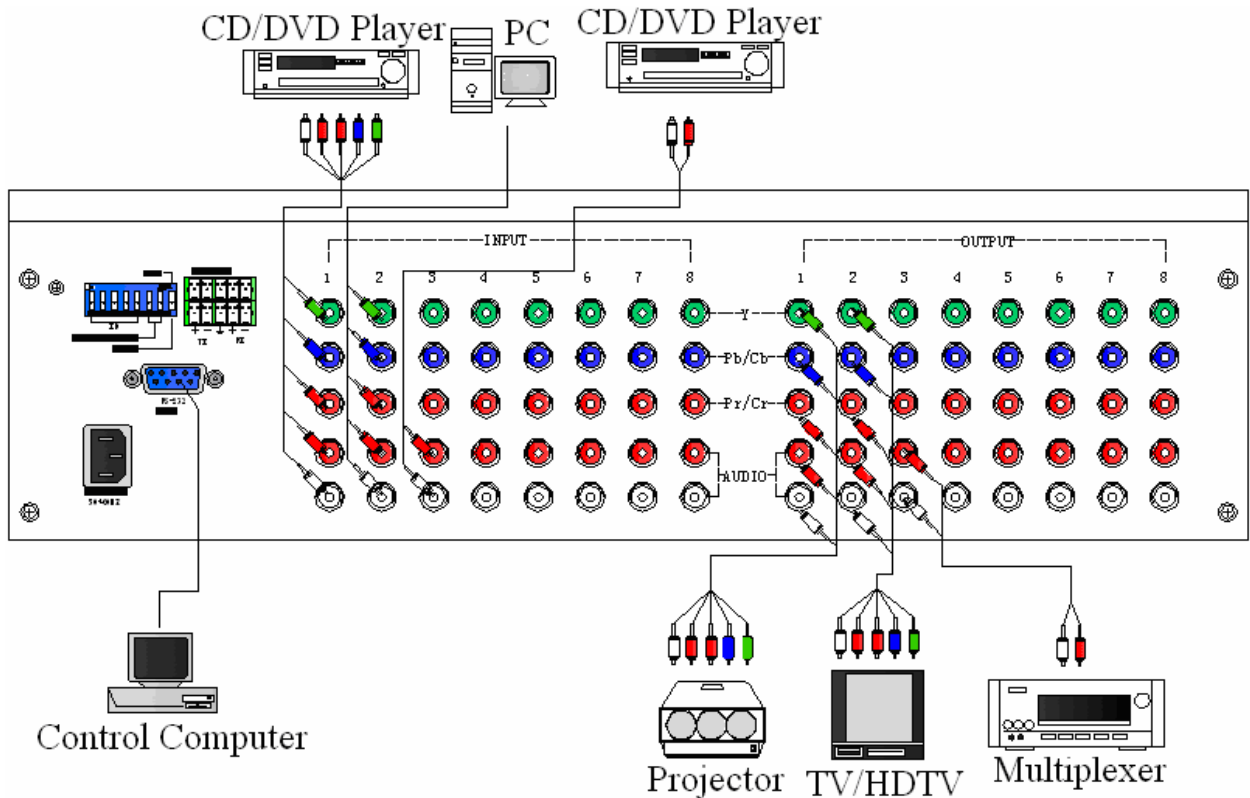 CD/DVD Player
PC
CD/DVD Player
INPUT
OUTPUT
1 2 3 4 5 6 7 8
1 2 3 4 5 6 7 8
Y
Pb/Cb
Pr/Cr
AUDIO
+ − + −
TX RX
RS-232
Control Computer
Projector
TV/HDTV
Multiplexer